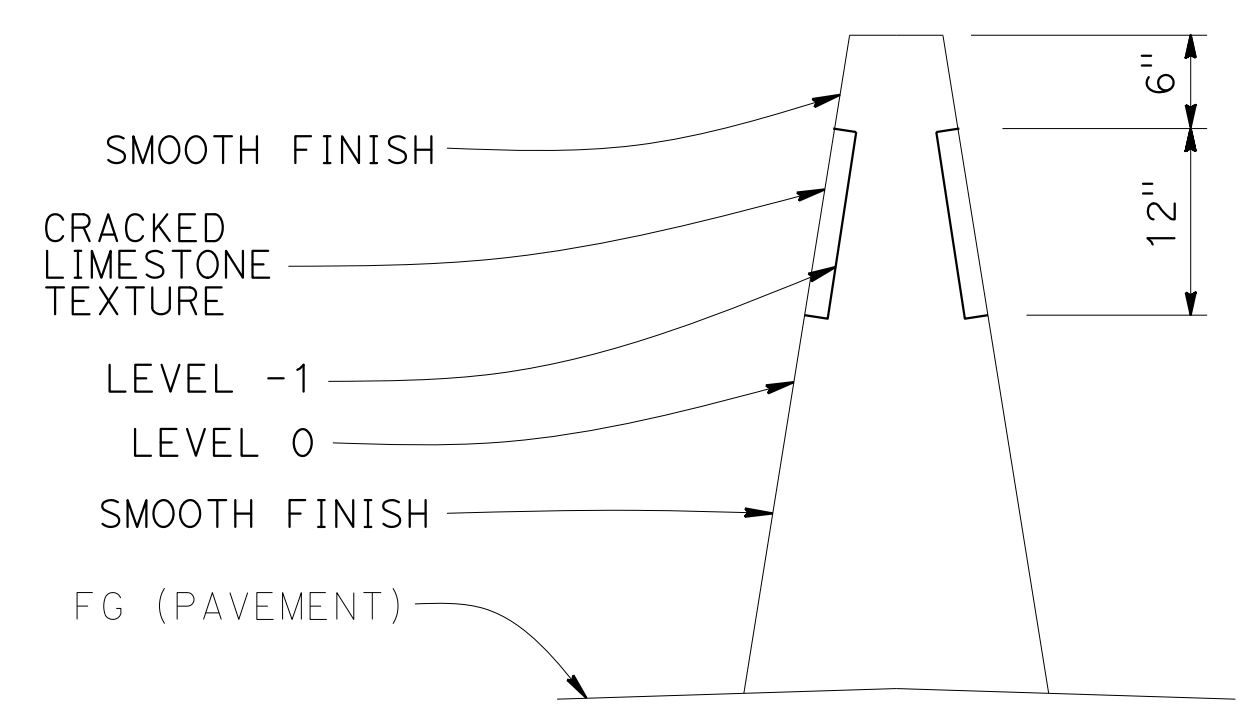 SMOOTH FINISH
CRACKED
LIMESTONE
TEXTURE
LEVEL -1
LEVEL 0
SMOOTH FINISH
FG (PAVEMENT)
6"
12"